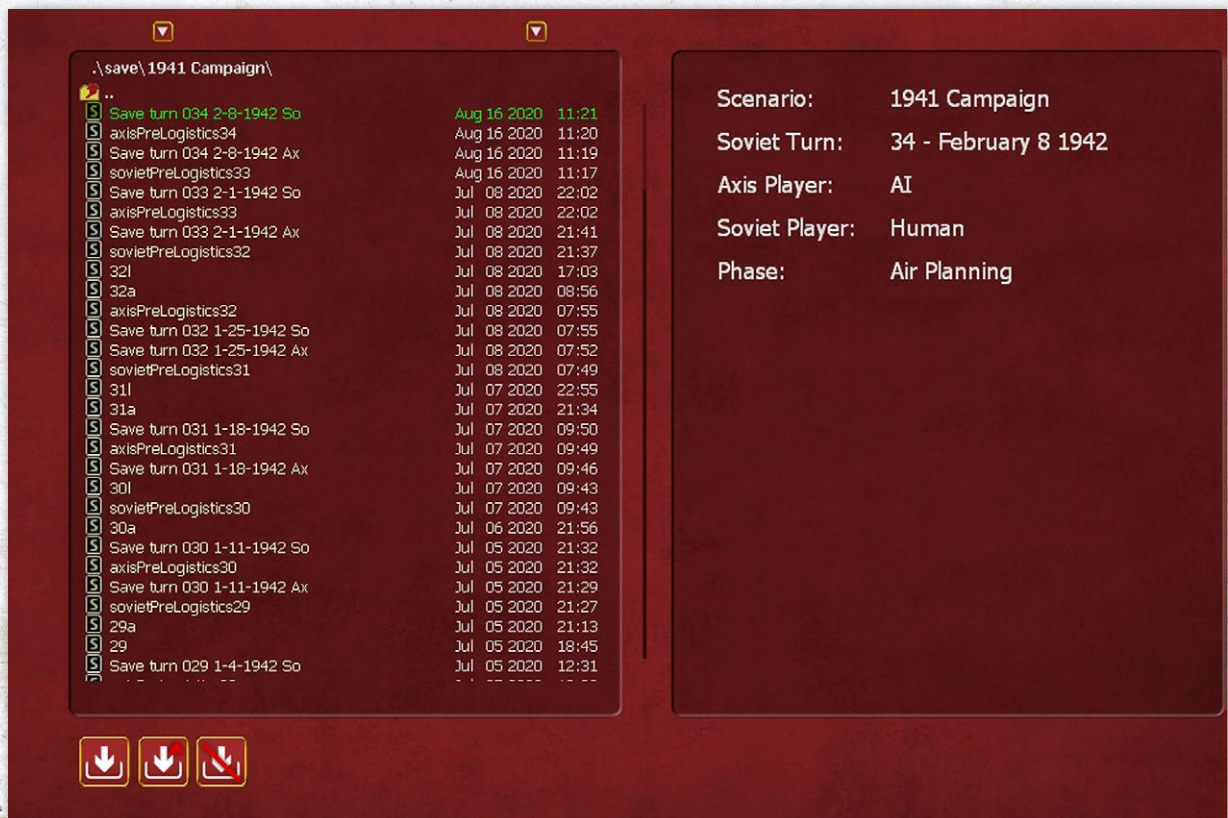 .\save\1941 Campaign\
..
Save turn 034 2-8-1942 So Aug 16 2020 11:21
axisPreLogistics34 Aug 16 2020 11:20
Save turn 034 2-8-1942 Ax Aug 16 2020 11:19
sovietPreLogistics33 Aug 16 2020 11:17
Save turn 033 2-1-1942 So Jul 08 2020 22:02
axisPreLogistics33 Jul 08 2020 22:02
Save turn 033 2-1-1942 Ax Jul 08 2020 21:41
sovietPreLogistics32 Jul 08 2020 21:37
32l Jul 08 2020 17:03
32a Jul 08 2020 08:56
axisPreLogistics32 Jul 08 2020 07:55
Save turn 032 1-25-1942 So Jul 08 2020 07:55
Save turn 032 1-25-1942 Ax Jul 08 2020 07:52
sovietPreLogistics31 Jul 08 2020 07:49
31l Jul 07 2020 22:55
31a Jul 07 2020 21:34
Save turn 031 1-18-1942 So Jul 07 2020 09:50
axisPreLogistics31 Jul 07 2020 09:49
Save turn 031 1-18-1942 Ax Jul 07 2020 09:46
30l Jul 07 2020 09:43
sovietPreLogistics30 Jul 07 2020 09:43
30a Jul 06 2020 21:56
Save turn 030 1-11-1942 So Jul 05 2020 21:32
axisPreLogistics30 Jul 05 2020 21:32
Save turn 030 1-11-1942 Ax Jul 05 2020 21:29
sovietPreLogistics29 Jul 05 2020 21:27
29a Jul 05 2020 21:13
29 Jul 05 2020 18:45
Save turn 029 1-4-1942 So Jul 05 2020 12:31
Scenario: 1941 Campaign
Soviet Turn: 34 - February 8 1942
Axis Player: AI
Soviet Player: Human
Phase: Air Planning